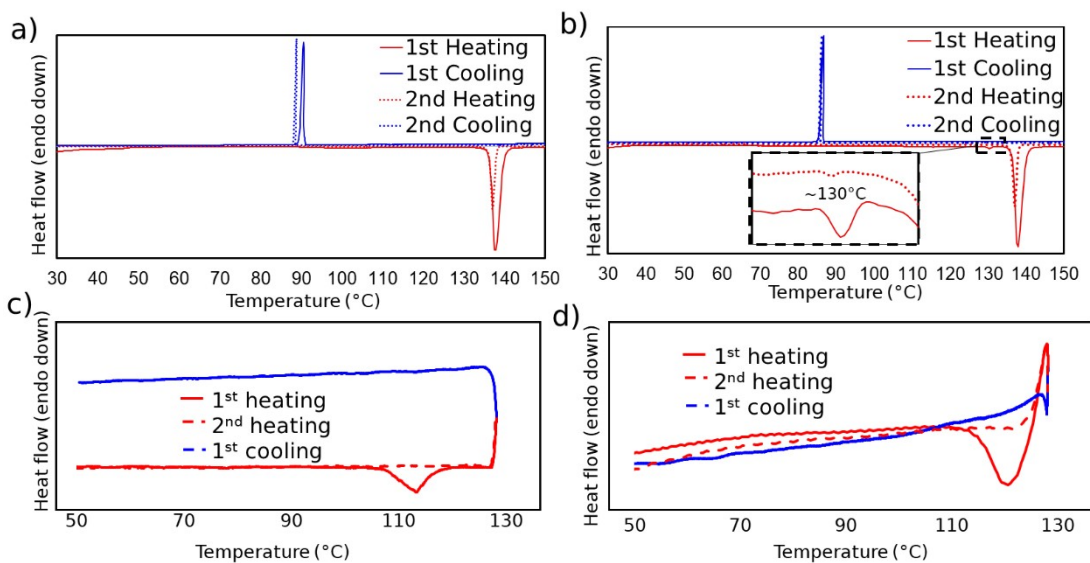 a)
Heat flow (endo down)
1st Heating
1st Cooling
2nd Heating
2nd Cooling
30 40 50 60 70 80 90 100 110 120 130 140 150
Temperature (°C)
b)
Heat flow (endo down)
1st Heating
1st Cooling
2nd Heating
2nd Cooling
~130°C
30 40 50 60 70 80 90 100 110 120 130 140 150
Temperature (°C)
c)
Heat flow (endo down)
1st heating
2nd heating
1st cooling
50 70 90 110 130
Temperature (°C)
d)
Heat flow (endo down)
1st heating
2nd heating
1st cooling
50 70 90 110 130
Temperature (°C)